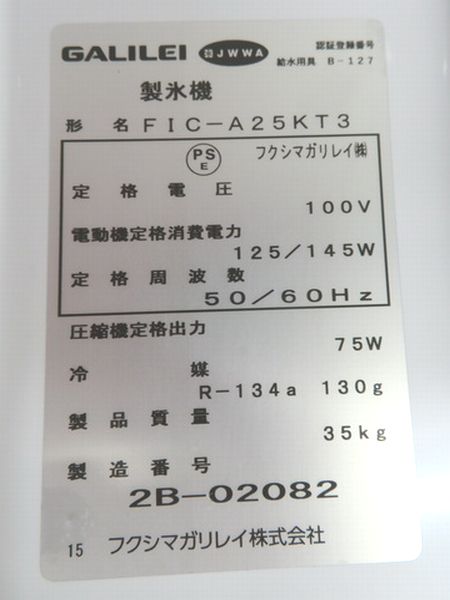 GALILEI JWWA 認証登録番号
給水用具 B-127
製氷機
形名 FIC-A25KT3
PS
E フクシマガリレイ㈱
定格電圧
100V
電動機定格消費電力
125/145W
定格周波数
50/60Hz
圧縮機定格出力
75W
冷媒
R-134a 130g
製品質量
35kg
製造番号
2B-02082
15 フクシマガリレイ株式会社